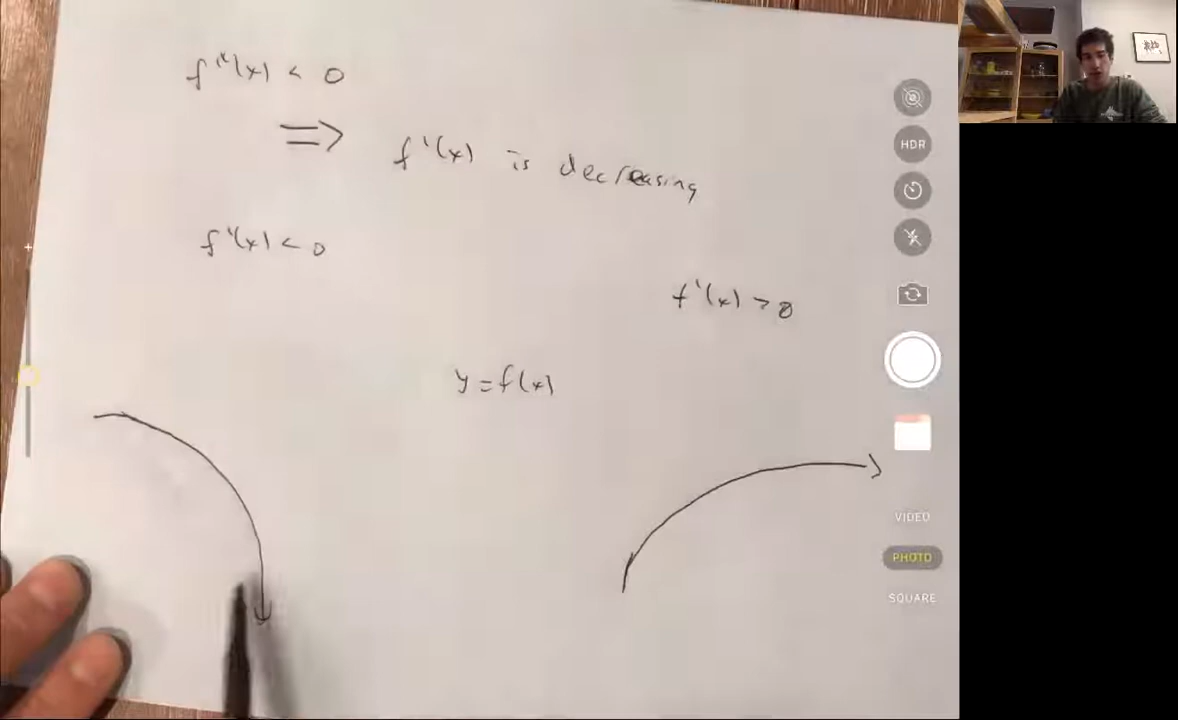 f''(x) < 0
⇒ f'(x) is decreasing
f'(x) < 0
f'(x) > 0
y = f(x)
HDR
VIDEO
PHOTO
SQUARE